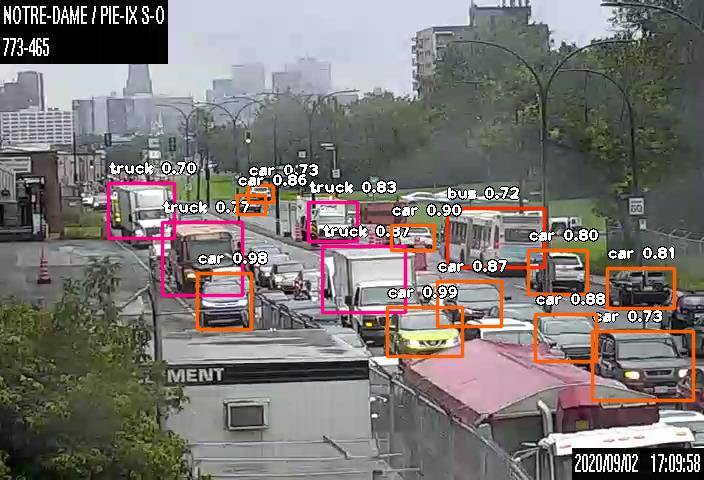 NOTRE-DAME / PIE-IX S-O
773-465
car 0.73
truck 0.70
car 0.86
truck 0.83
bus 0.72
truck 0.77
car 0.90
truck 0.87
car 0.80
car 0.98
car 0.87
car 0.81
car 0.99
car 0.88
car 0.73
MENT
2020/09/02 17:09:58